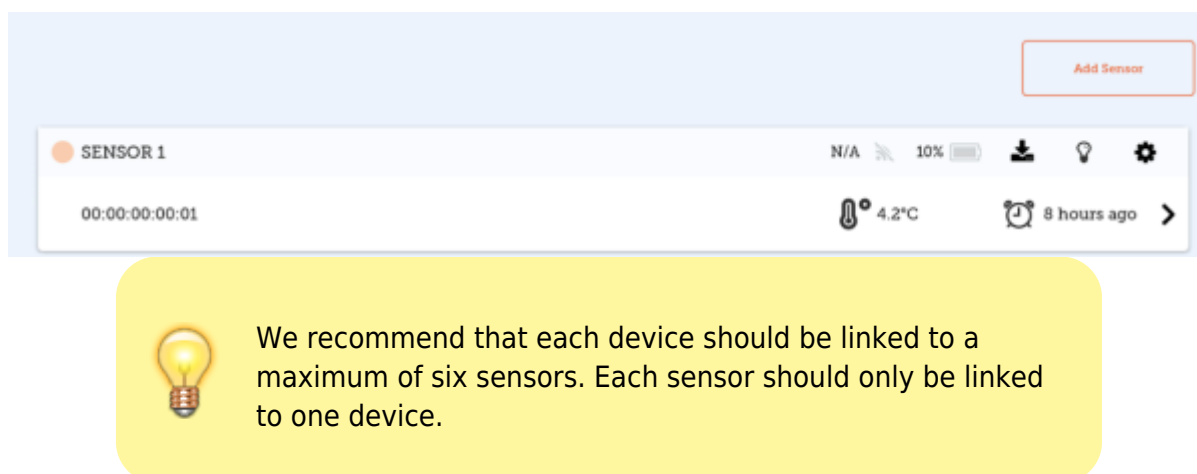 Add Sensor
SENSOR 1 N/A 10%
00:00:00:00:01 4.2°C 8 hours ago
We recommend that each device should be linked to a
maximum of six sensors. Each sensor should only be linked
to one device.